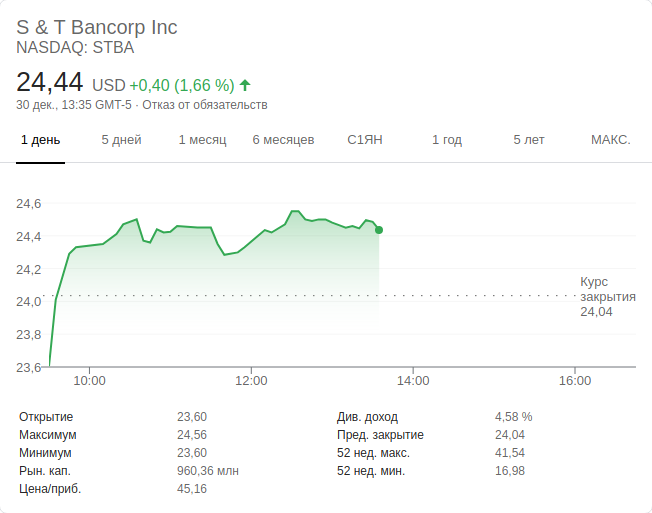 S & T Bancorp Inc
NASDAQ: STBA
24,44 USD +0,40 (1,66 %)
30 дек., 13:35 GMT-5 · Отказ от обязательств
1 день 5 дней 1 месяц 6 месяцев С1ЯН 1 год 5 лет МАКС.
24,6
24,4
24,2
24,0
23,8
23,6
Курс
закрытия
24,04
10:00 12:00 14:00 16:00
Открытие 23,60 Див. доход 4,58 %
Максимум 24,56 Пред. закрытие 24,04
Минимум 23,60 52 нед. макс. 41,54
Рын. кап. 960,36 млн 52 нед. мин. 16,98
Цена/приб. 45,16